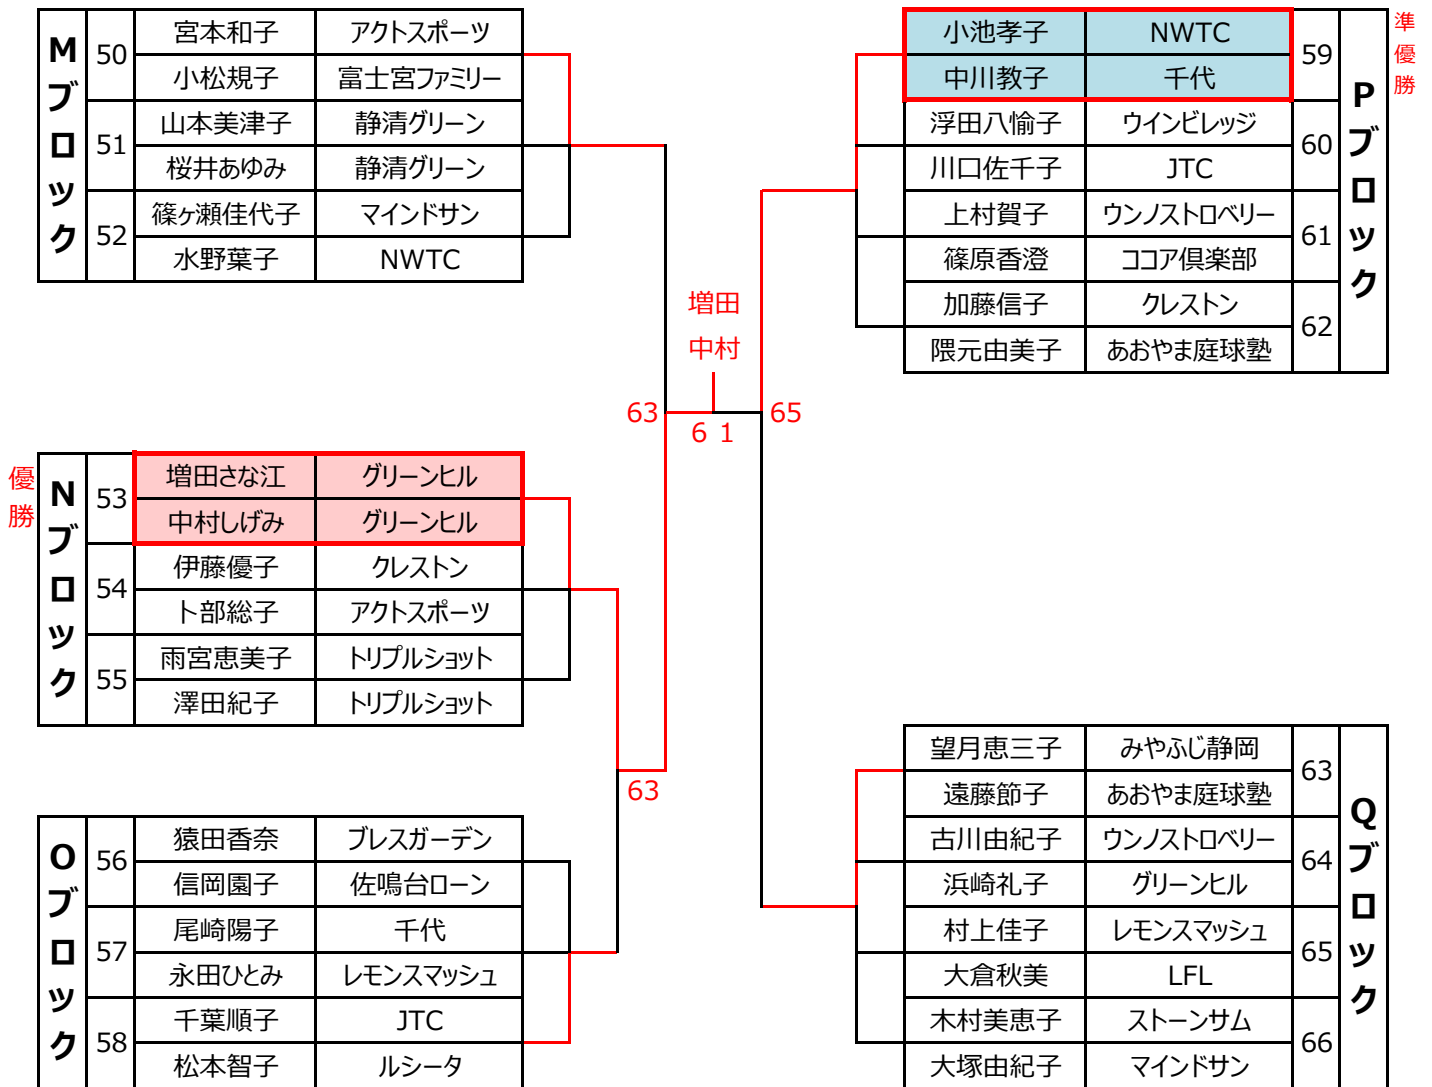 Mブロック
50
宮本和子 アクトスポーツ
小松規子 富士宮ファミリー
51
山本美津子 静清グリーン
桜井あゆみ 静清グリーン
52
篠ヶ瀬佳代子 マインドサン
水野葉子 NWTC
優勝
Nブロック
53
増田さな江 グリーンヒル
中村しげみ グリーンヒル
54
伊藤優子 クレストン
卜部総子 アクトスポーツ
55
雨宮恵美子 トリプルショット
澤田紀子 トリプルショット
Oブロック
56
猿田香奈 ブレスガーデン
信岡園子 佐鳴台ローン
57
尾崎陽子 千代
永田ひとみ レモンスマッシュ
58
千葉順子 JTC
松本智子 ルシータ
増田
中村
63
6 1
65
63
準優勝
Pブロック
小池孝子 NWTC
中川教子 千代
59
浮田八愉子 ウインビレッジ
川口佐千子 JTC
60
上村賀子 ウンノストロベリー
篠原香澄 ココア倶楽部
61
加藤信子 クレストン
隈元由美子 あおやま庭球塾
62
Qブロック
望月恵三子 みやふじ静岡
遠藤節子 あおやま庭球塾
63
古川由紀子 ウンノストロベリー
浜崎礼子 グリーンヒル
64
村上佳子 レモンスマッシュ
大倉秋美 LFL
65
木村美恵子 ストーンサム
大塚由紀子 マインドサン
66